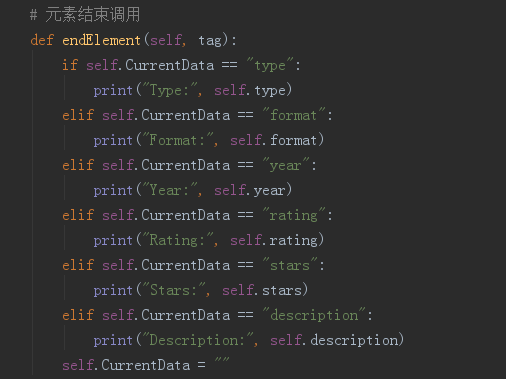 # 元素结束调用
def endElement(self, tag):
    if self.CurrentData == "type":
        print("Type:", self.type)
    elif self.CurrentData == "format":
        print("Format:", self.format)
    elif self.CurrentData == "year":
        print("Year:", self.year)
    elif self.CurrentData == "rating":
        print("Rating:", self.rating)
    elif self.CurrentData == "stars":
        print("Stars:", self.stars)
    elif self.CurrentData == "description":
        print("Description:", self.description)
    self.CurrentData = ""